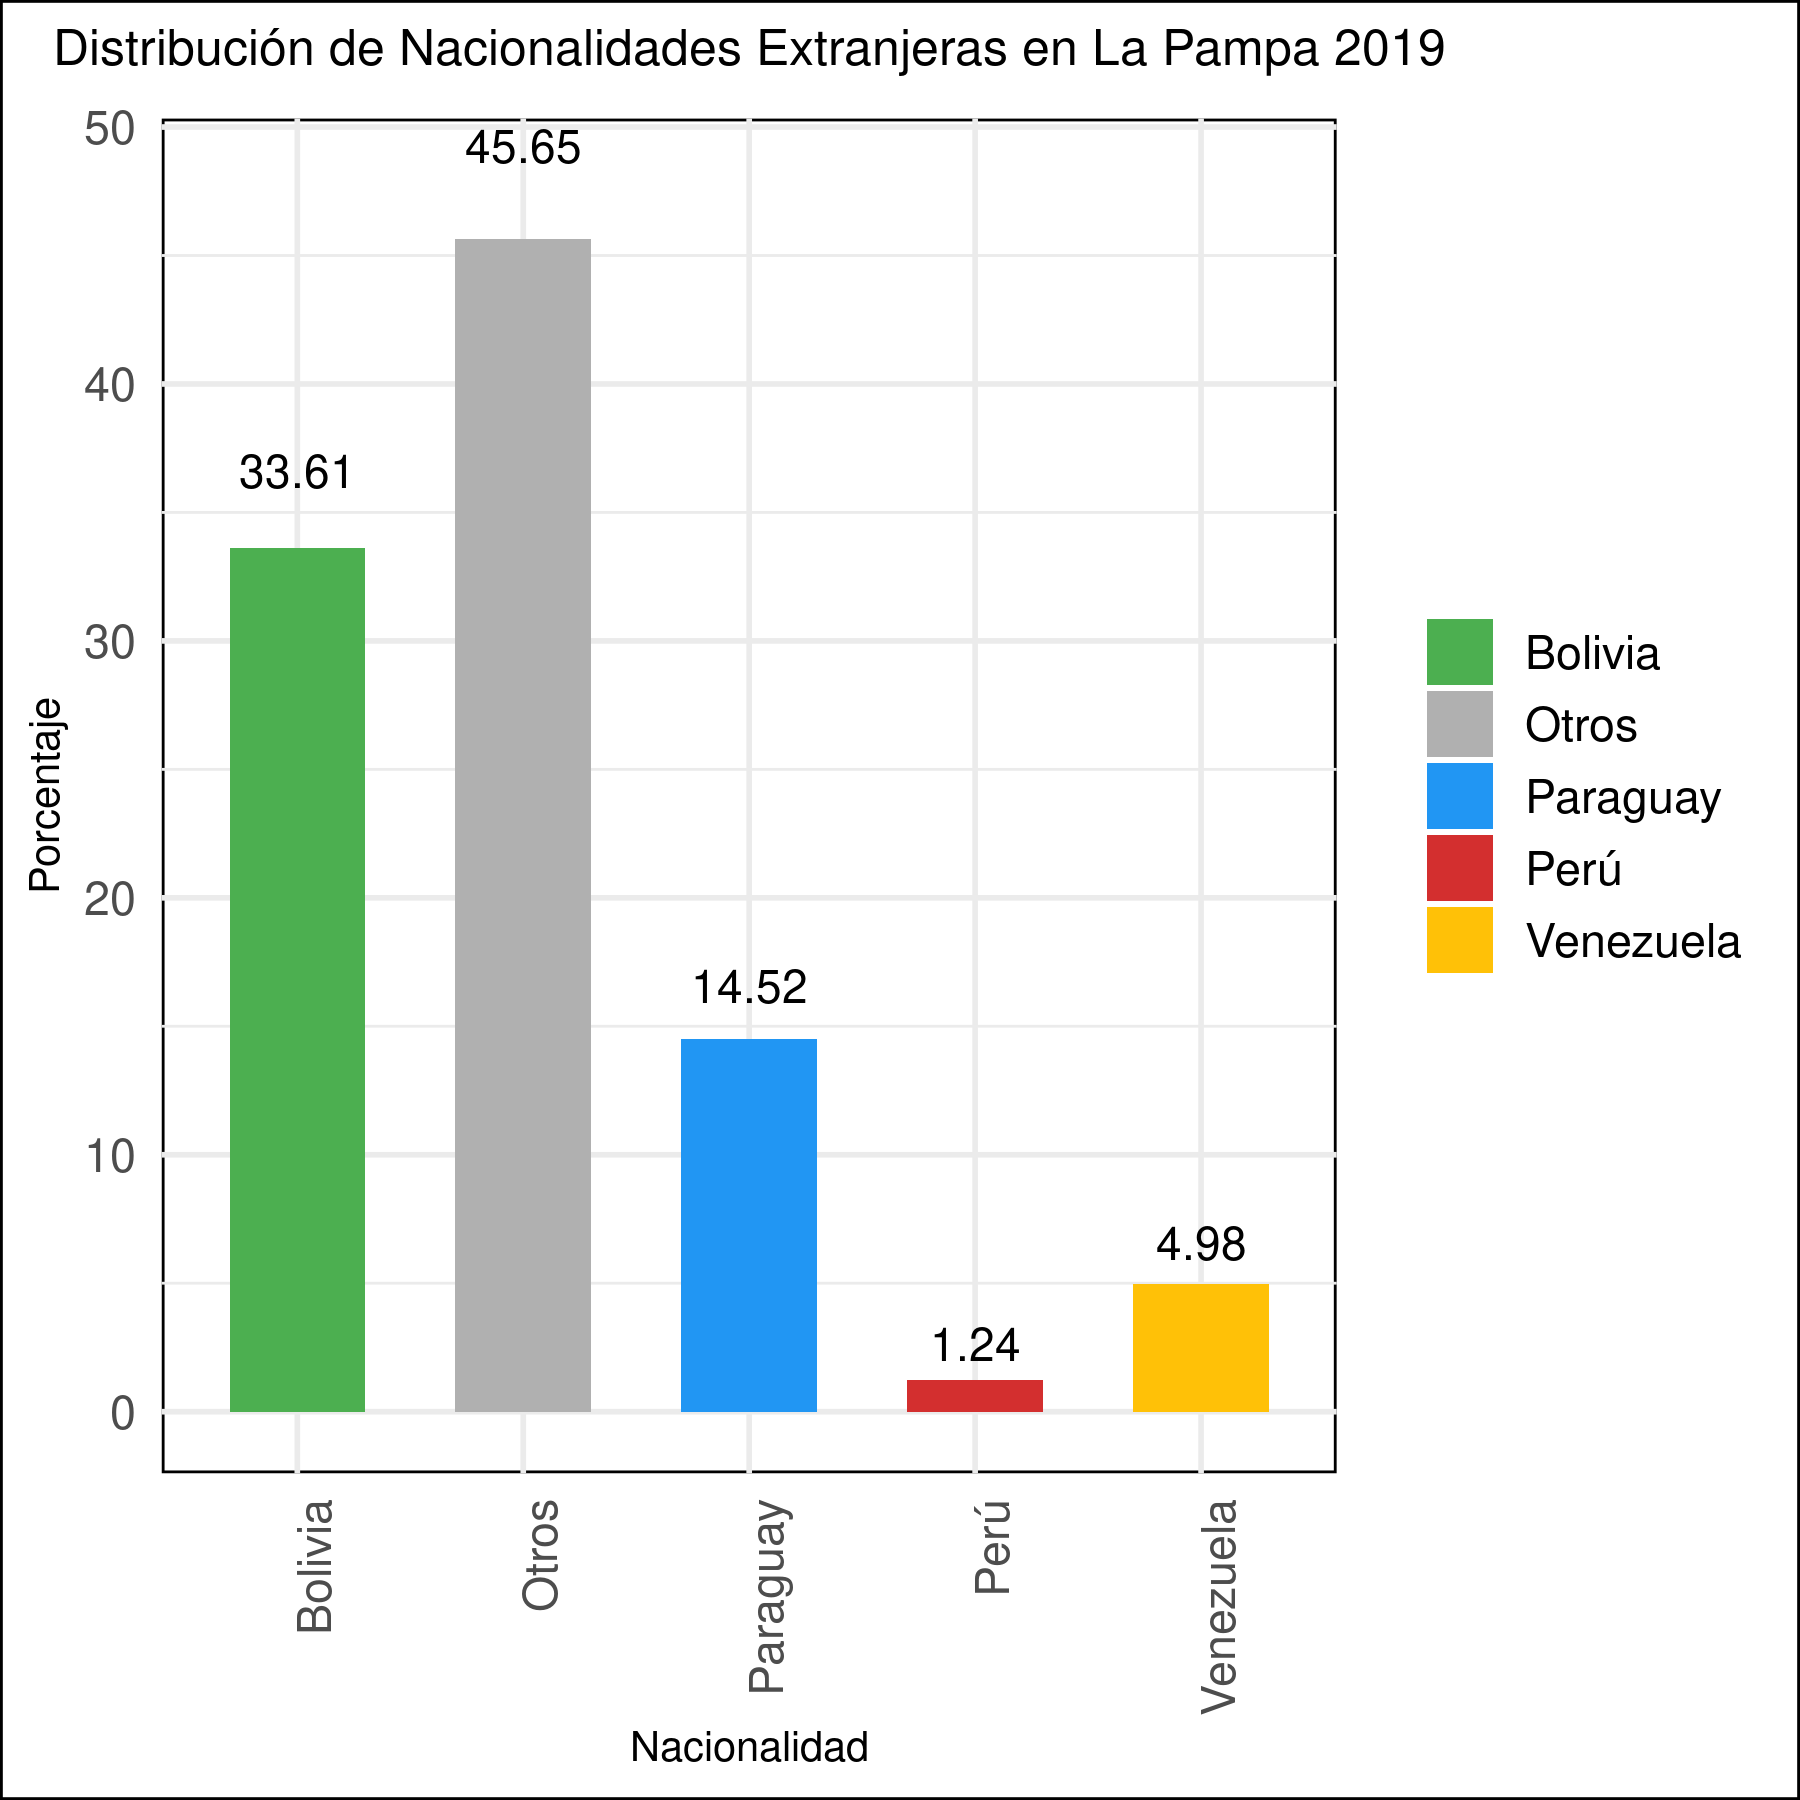 Distribución de Nacionalidades Extranjeras en La Pampa 2019
50
40
30
20
10
0
Porcentaje
33.61
45.65
14.52
1.24
4.98
Bolivia
Otros
Paraguay
Perú
Venezuela
Nacionalidad
Bolivia
Otros
Paraguay
Perú
Venezuela